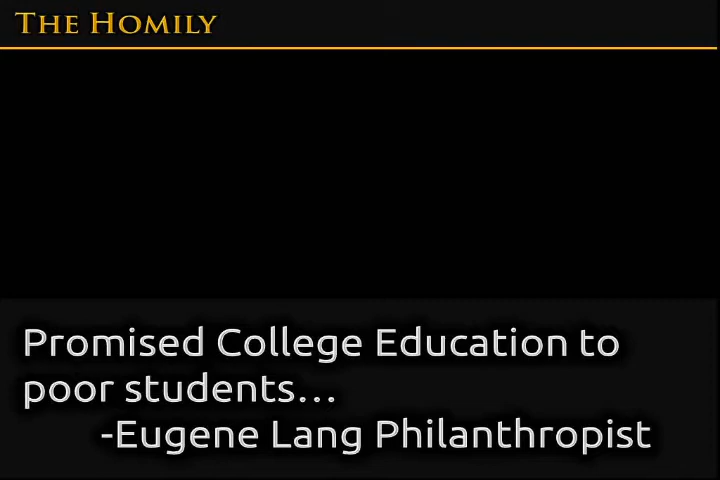 The Homily
Promised College Education to
poor students...
-Eugene Lang Philanthropist